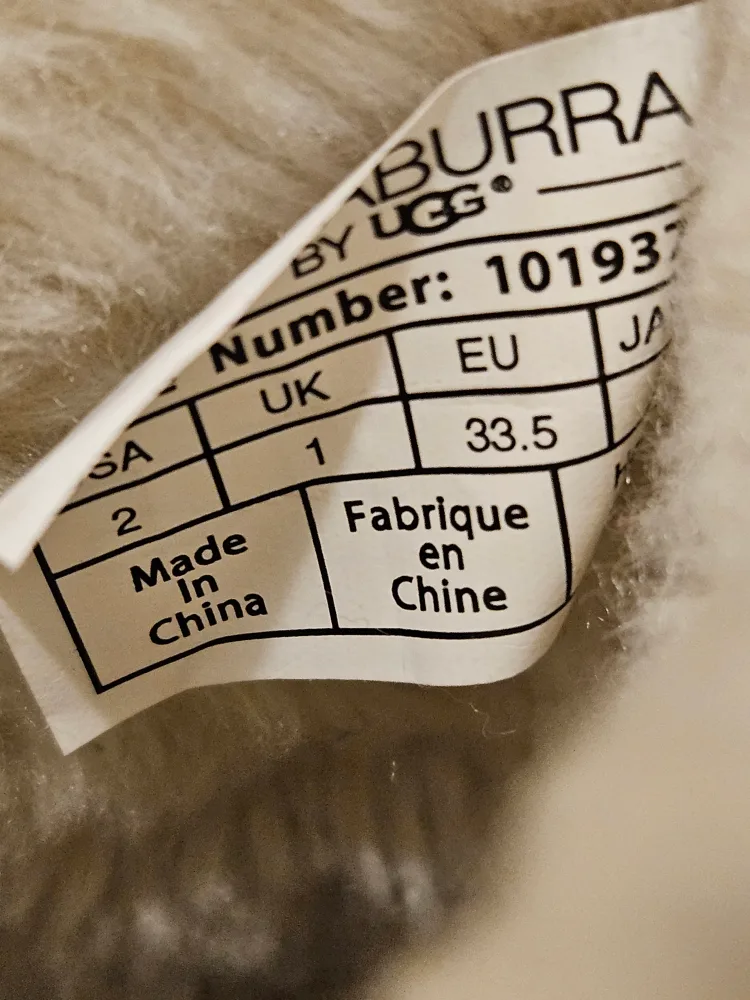 ABURRA
BY UGG®
Number: 10193
SA UK EU JA
2 1 33.5
Made
In
China
Fabrique
en
Chine